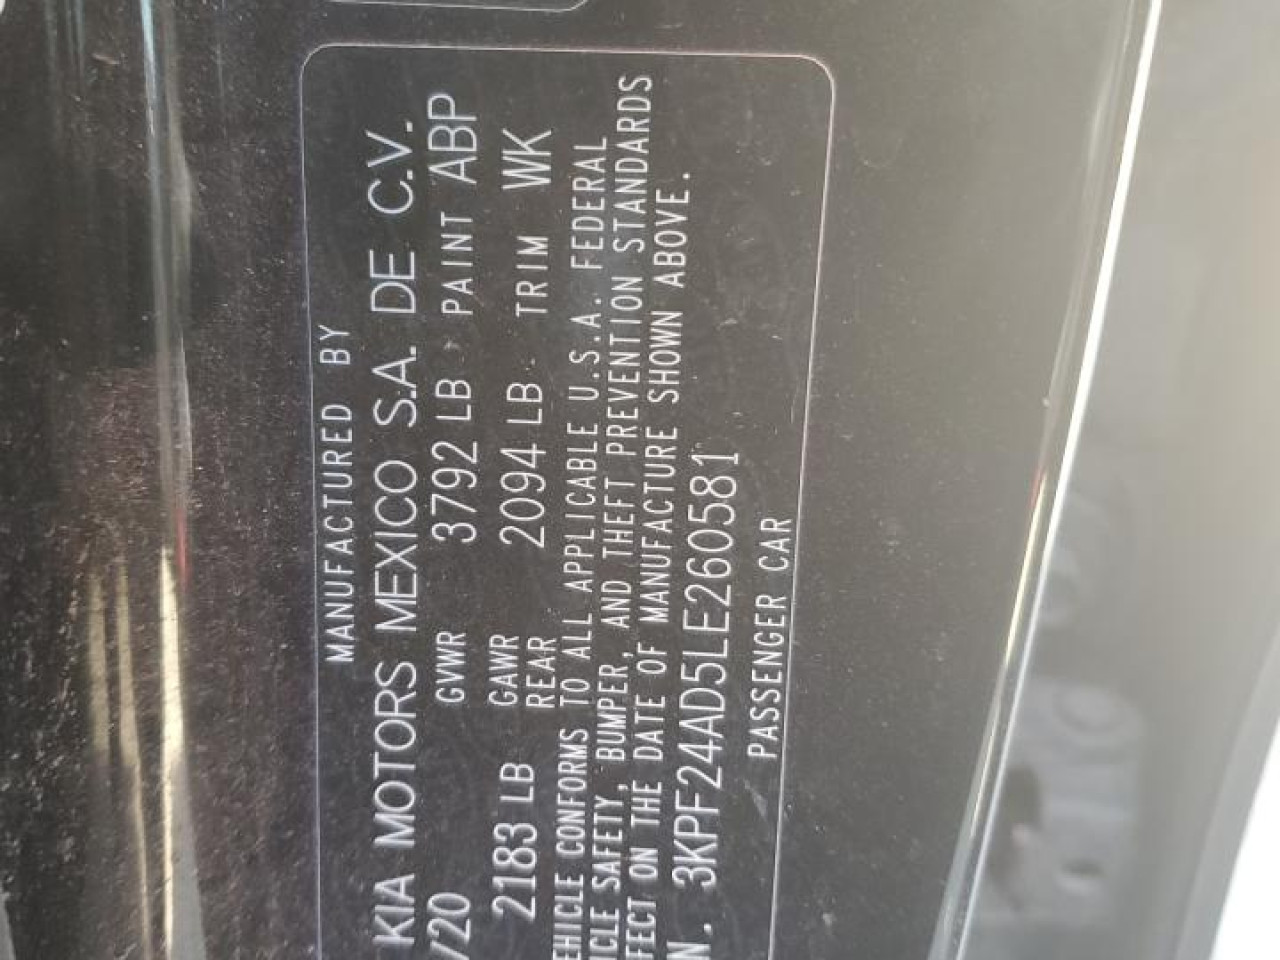 MANUFACTURED BY
KIA MOTORS MEXICO S.A. DE C.V.
/20 GVWR 3792 LB PAINT ABP
2183 LB GAWR REAR 2094 LB TRIM WK
EHICLE CONFORMS TO ALL APPLICABLE U.S.A. FEDERAL
ICLE SAFETY, BUMPER, AND THEFT PREVENTION STANDARDS
FECT ON THE DATE OF MANUFACTURE SHOWN ABOVE.
N. 3KPF24AD5LE260581
PASSENGER CAR